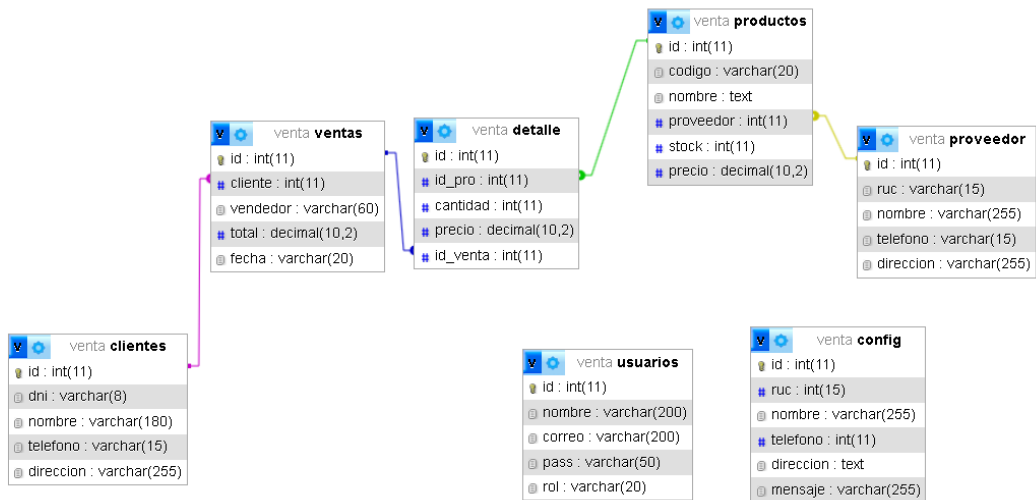 venta productos
id : int(11)
codigo : varchar(20)
nombre : text
proveedor : int(11)
stock : int(11)
precio : decimal(10,2)
venta ventas
id : int(11)
cliente : int(11)
vendedor : varchar(60)
total : decimal(10,2)
fecha : varchar(20)
venta detalle
id : int(11)
id_pro : int(11)
cantidad : int(11)
precio : decimal(10,2)
id_venta : int(11)
venta proveedor
id : int(11)
ruc : varchar(15)
nombre : varchar(255)
telefono : varchar(15)
direccion : varchar(255)
venta clientes
id : int(11)
dni : varchar(8)
nombre : varchar(180)
telefono : varchar(15)
direccion : varchar(255)
venta usuarios
id : int(11)
nombre : varchar(200)
correo : varchar(200)
pass : varchar(50)
rol : varchar(20)
venta config
id : int(11)
ruc : int(15)
nombre : varchar(255)
telefono : int(11)
direccion : text
mensaje : varchar(255)